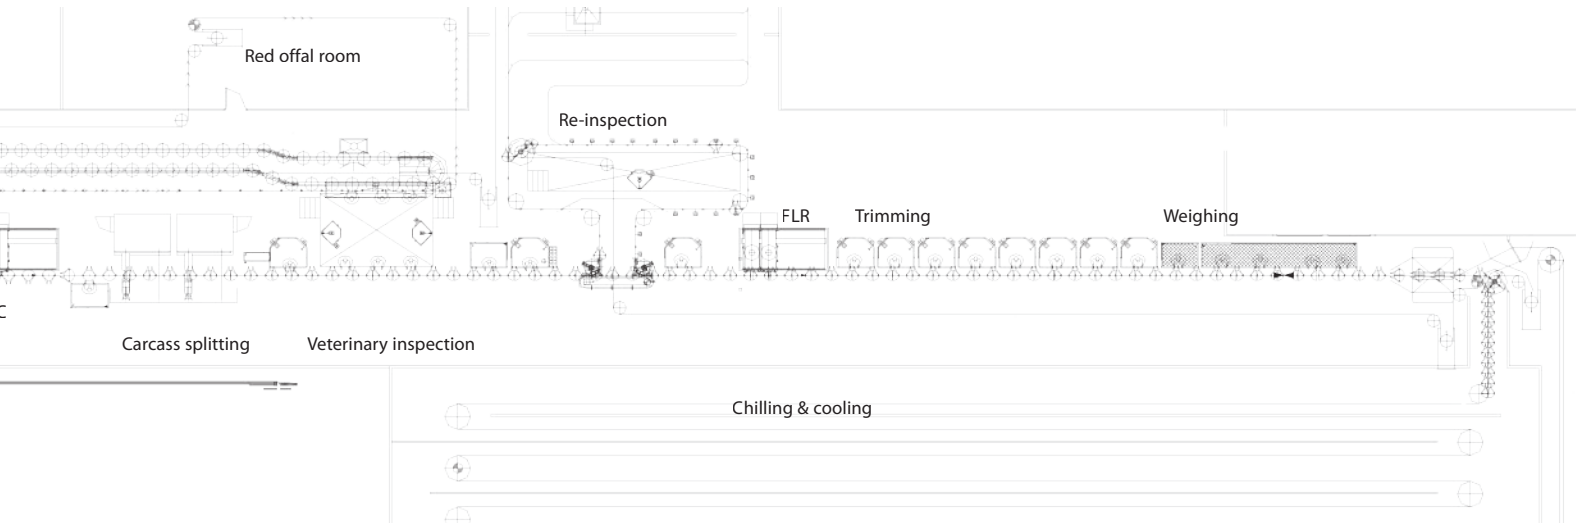 Red offal room
Re-inspection
FLR
Trimming
Weighing
C
Carcass splitting
Veterinary inspection
Chilling & cooling